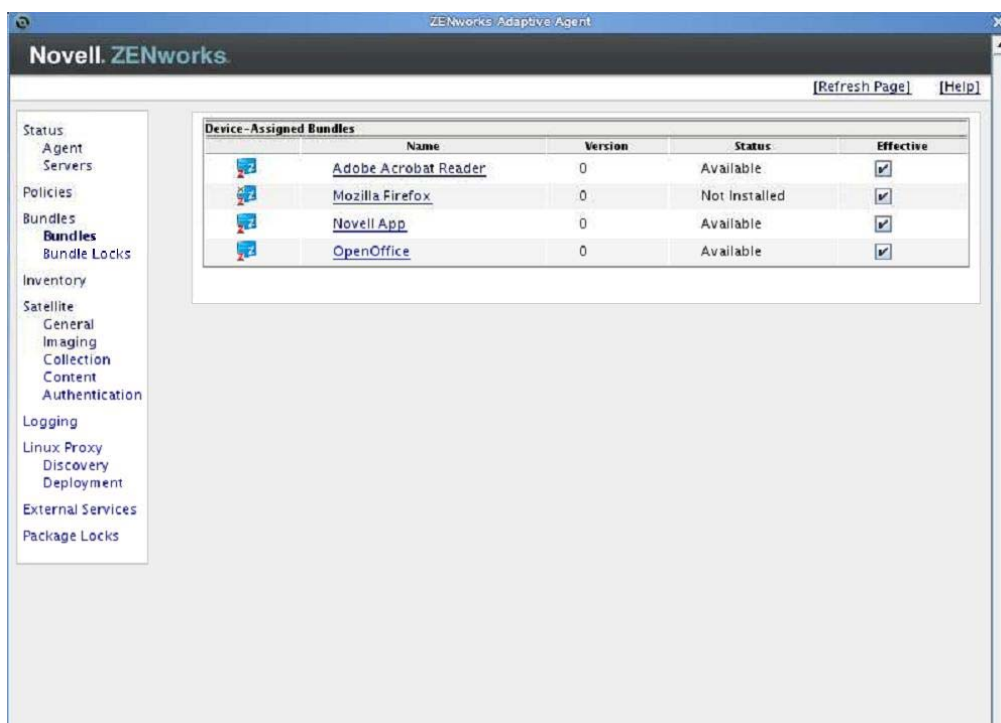 ZENworks Adaptive Agent
Novell. ZENworks.
[Refresh Page] [Help]
Status
Agent
Servers
Policies
Bundles
Bundles
Bundle Locks
Inventory
Satellite
General
Imaging
Collection
Content
Authentication
Logging
Linux Proxy
Discovery
Deployment
External Services
Package Locks
Device-Assigned Bundles
Name Version Status Effective
Adobe Acrobat Reader 0 Available
Mozilla Firefox 0 Not Installed
Novell App 0 Available
OpenOffice 0 Available